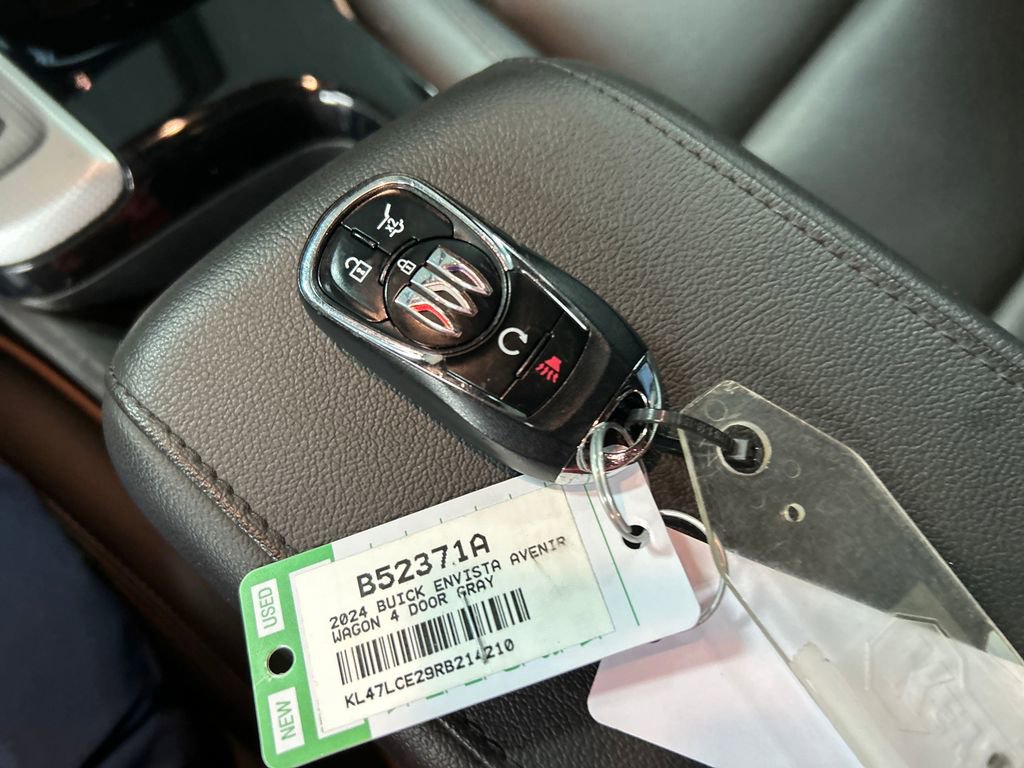 B52371A
2024 BUICK ENVISTA AVENIR
WAGON 4 DOOR GRAY
KL47LCE29RB214210
USED
NEW